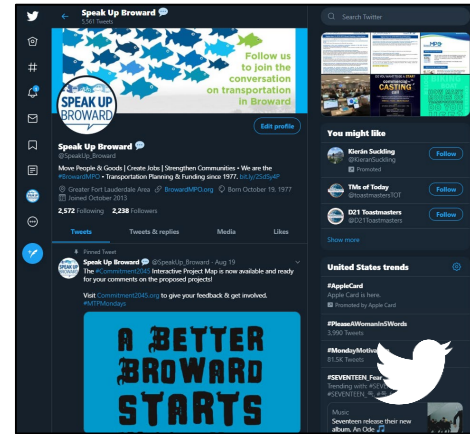 Speak Up Broward
5,561 Tweets
Search Twitter
Follow us
to join the
conversation
on transportation
in Broward
SPEAK UP
BROWARD
Edit profile
Speak Up Broward
@SpeakUp_Broward
Move People & Goods | Create Jobs | Strengthen Communities • We are the
#BrowardMPO • Transportation Planning & Funding since 1977. bit.ly/2Sd5y4P
Greater Fort Lauderdale Area BrowardMPO.org Born October 19, 1977
Joined October 2013
2,572 Following 2,238 Followers
Tweets Tweets & replies Media Likes
Pinned Tweet
Speak Up Broward @SpeakUp_Broward · Aug 19
The #Commitment2045 Interactive Project Map is now available and ready
for your comments on the proposed projects!
Visit Commitment2045.org to give your feedback & get involved.
#MTPMondays
A BETTER
BROWARD
STARTS
MPO
CASTING
You might like
Kierán Suckling
@KieranSuckling
Promoted
Follow
TMs of Today
@toastmastersTOT
Follow
D21 Toastmasters
@D21Toastmasters
Follow
Show more
United States trends
#AppleCard
Apple Card is here.
Promoted by Apple Card
#PleaseAWomanIn5Words
3,990 Tweets
#MondayMotiva
81.5K Tweets
#SEVENTEEN_Fear
Trending with: #SEV
#SEVENTEEN
Music
Seventeen release their new
album, An Ode